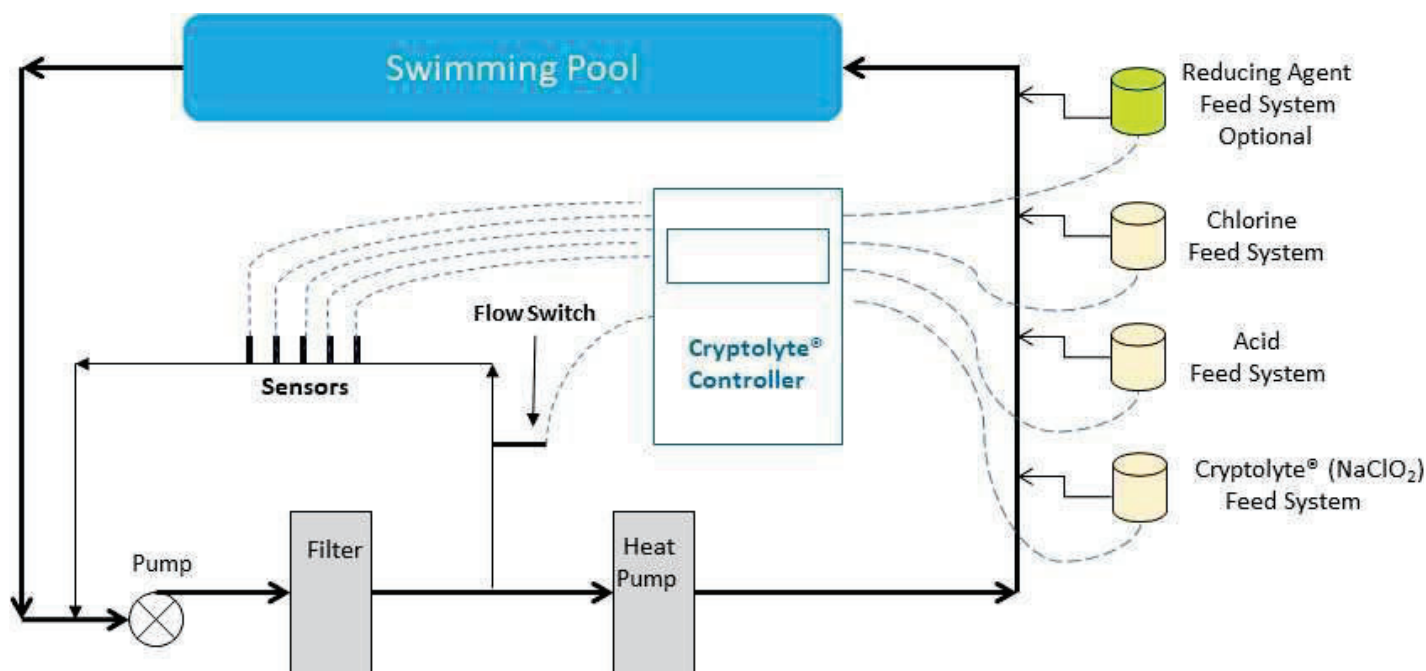 Swimming Pool
Reducing Agent
Feed System
Optional
Chlorine
Feed System
Flow Switch
Cryptolyte®
Controller
Sensors
Acid
Feed System
Cryptolyte® (NaClO₂)
Feed System
Pump
Filter
Heat
Pump